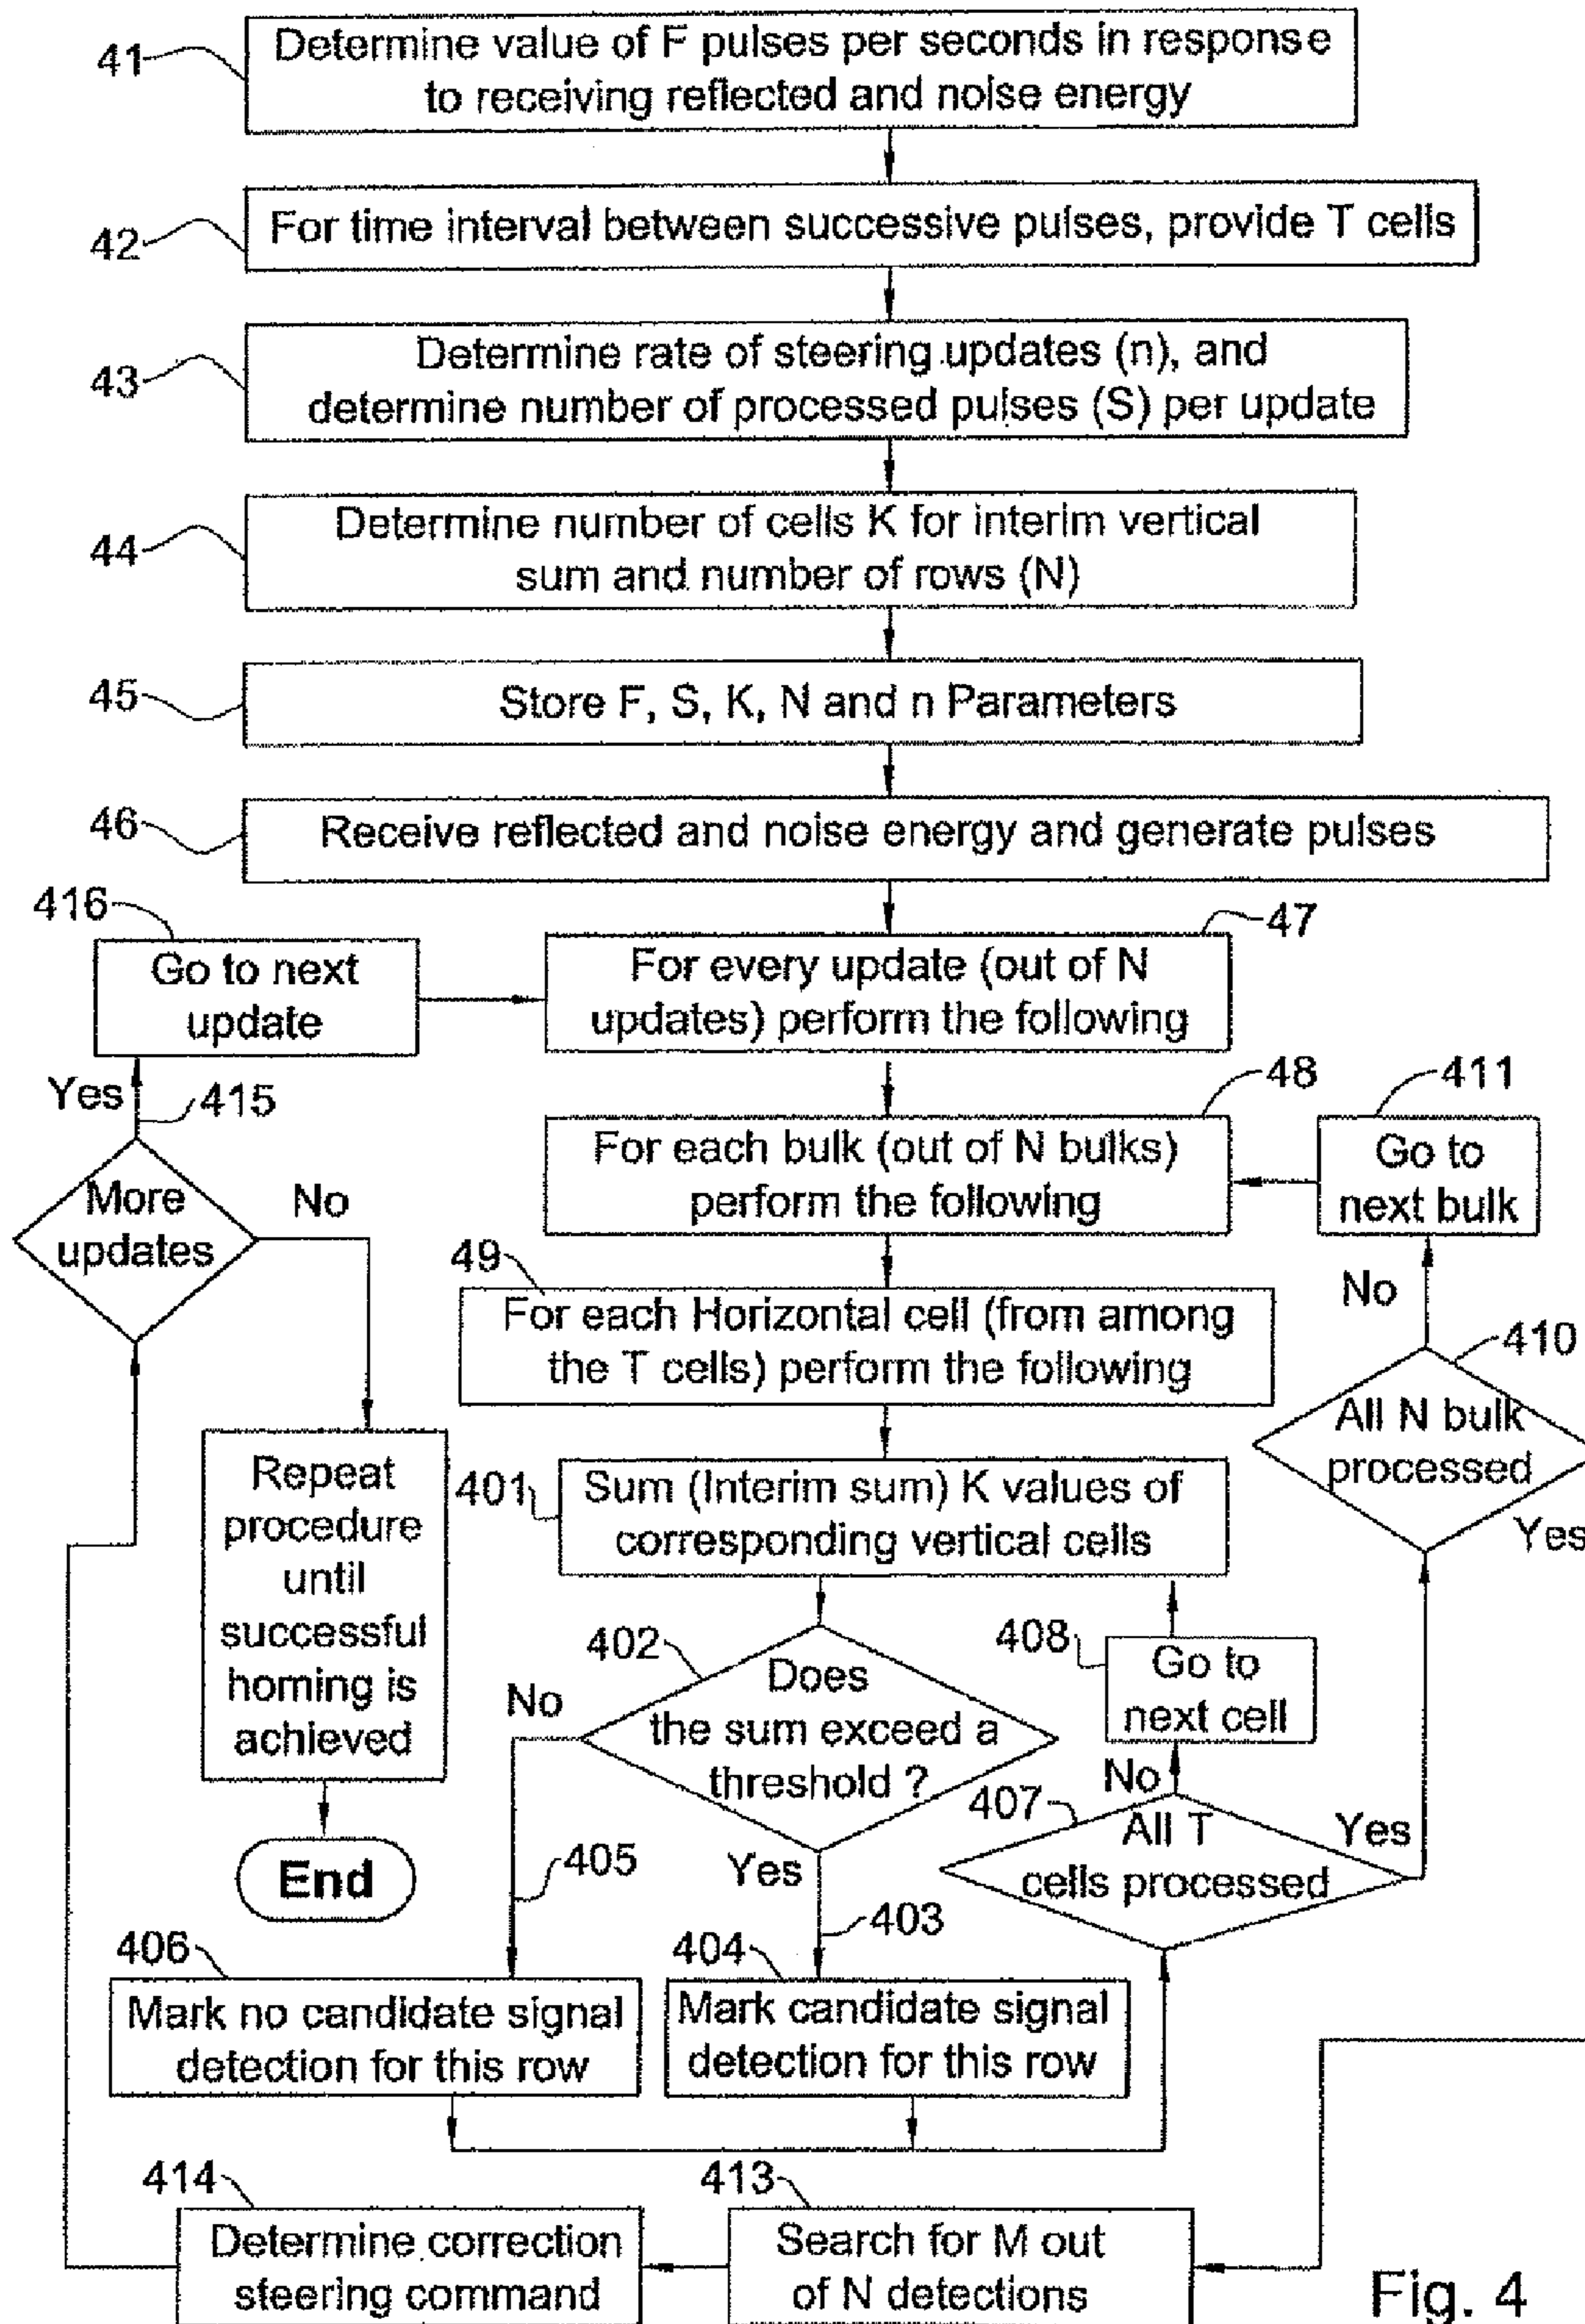 41
Determine value of F pulses per seconds in response
to receiving reflected and noise energy
42
For time interval between successive pulses, provide T cells
43
Determine rate of steering updates (n), and
determine number of processed pulses (S) per update
44
Determine number of cells K for interim vertical
sum and number of rows (N)
45
Store F, S, K, N and n Parameters
46
Receive reflected and noise energy and generate pulses
416
Go to next
update
47
For every update (out of N
updates) perform the following
Yes
415
48
For each bulk (out of N bulks)
perform the following
411
Go to
next bulk
More
updates
No
49
For each Horizontal cell (from among
the T cells) perform the following
No
410
All N bulk
processed
Yes
Repeat
procedure
until
successful
homing is
achieved
401
Sum (Interim sum) K values of
corresponding vertical cells
402
Does
the sum exceed a
threshold ?
No
408
Go to
next cell
No
407
All T
cells processed
Yes
End
405
Yes
403
406
Mark no candidate signal
detection for this row
404
Mark candidate signal
detection for this row
414
Determine correction
steering command
413
Search for M out
of N detections
Fig. 4